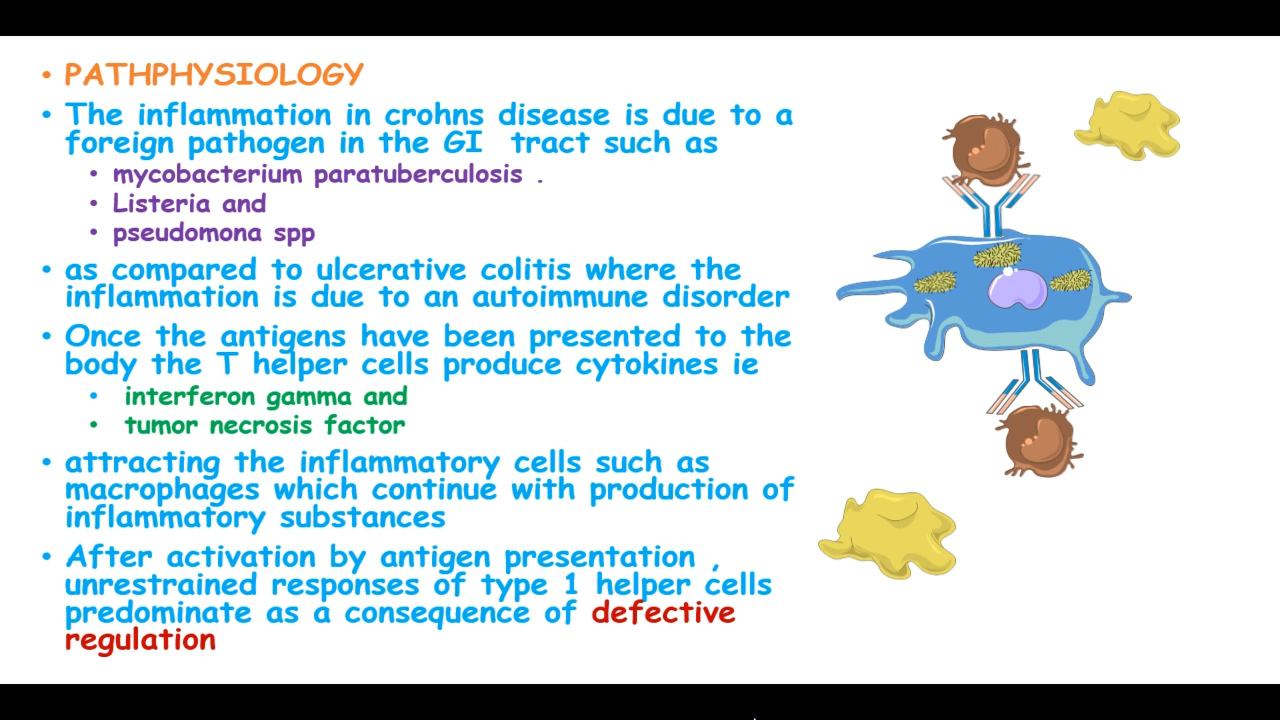 • PATHPHYSIOLOGY
• The inflammation in crohns disease is due to a
foreign pathogen in the GI tract such as
• mycobacterium paratuberculosis .
• Listeria and
• pseudomona spp
• as compared to ulcerative colitis where the
inflammation is due to an autoimmune disorder
• Once the antigens have been presented to the
body the T helper cells produce cytokines ie
• interferon gamma and
• tumor necrosis factor
• attracting the inflammatory cells such as
macrophages which continue with production of
inflammatory substances
• After activation by antigen presentation ,
unrestrained responses of type 1 helper cells
predominate as a consequence of defective
regulation